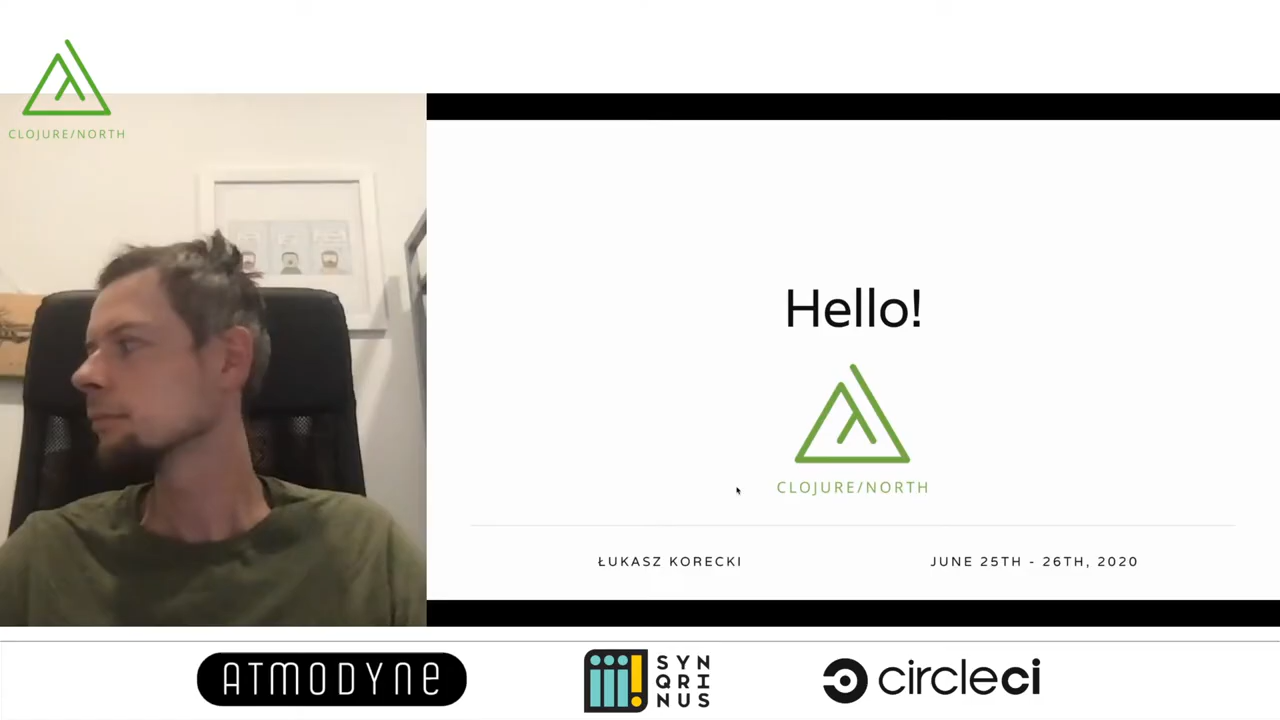 CLOJURE/NORTH
Hello!
CLOJURE/NORTH
ŁUKASZ KORECKI
JUNE 25TH - 26TH, 2020
ATMODYNE
SYN
QRI
NUS
circleci